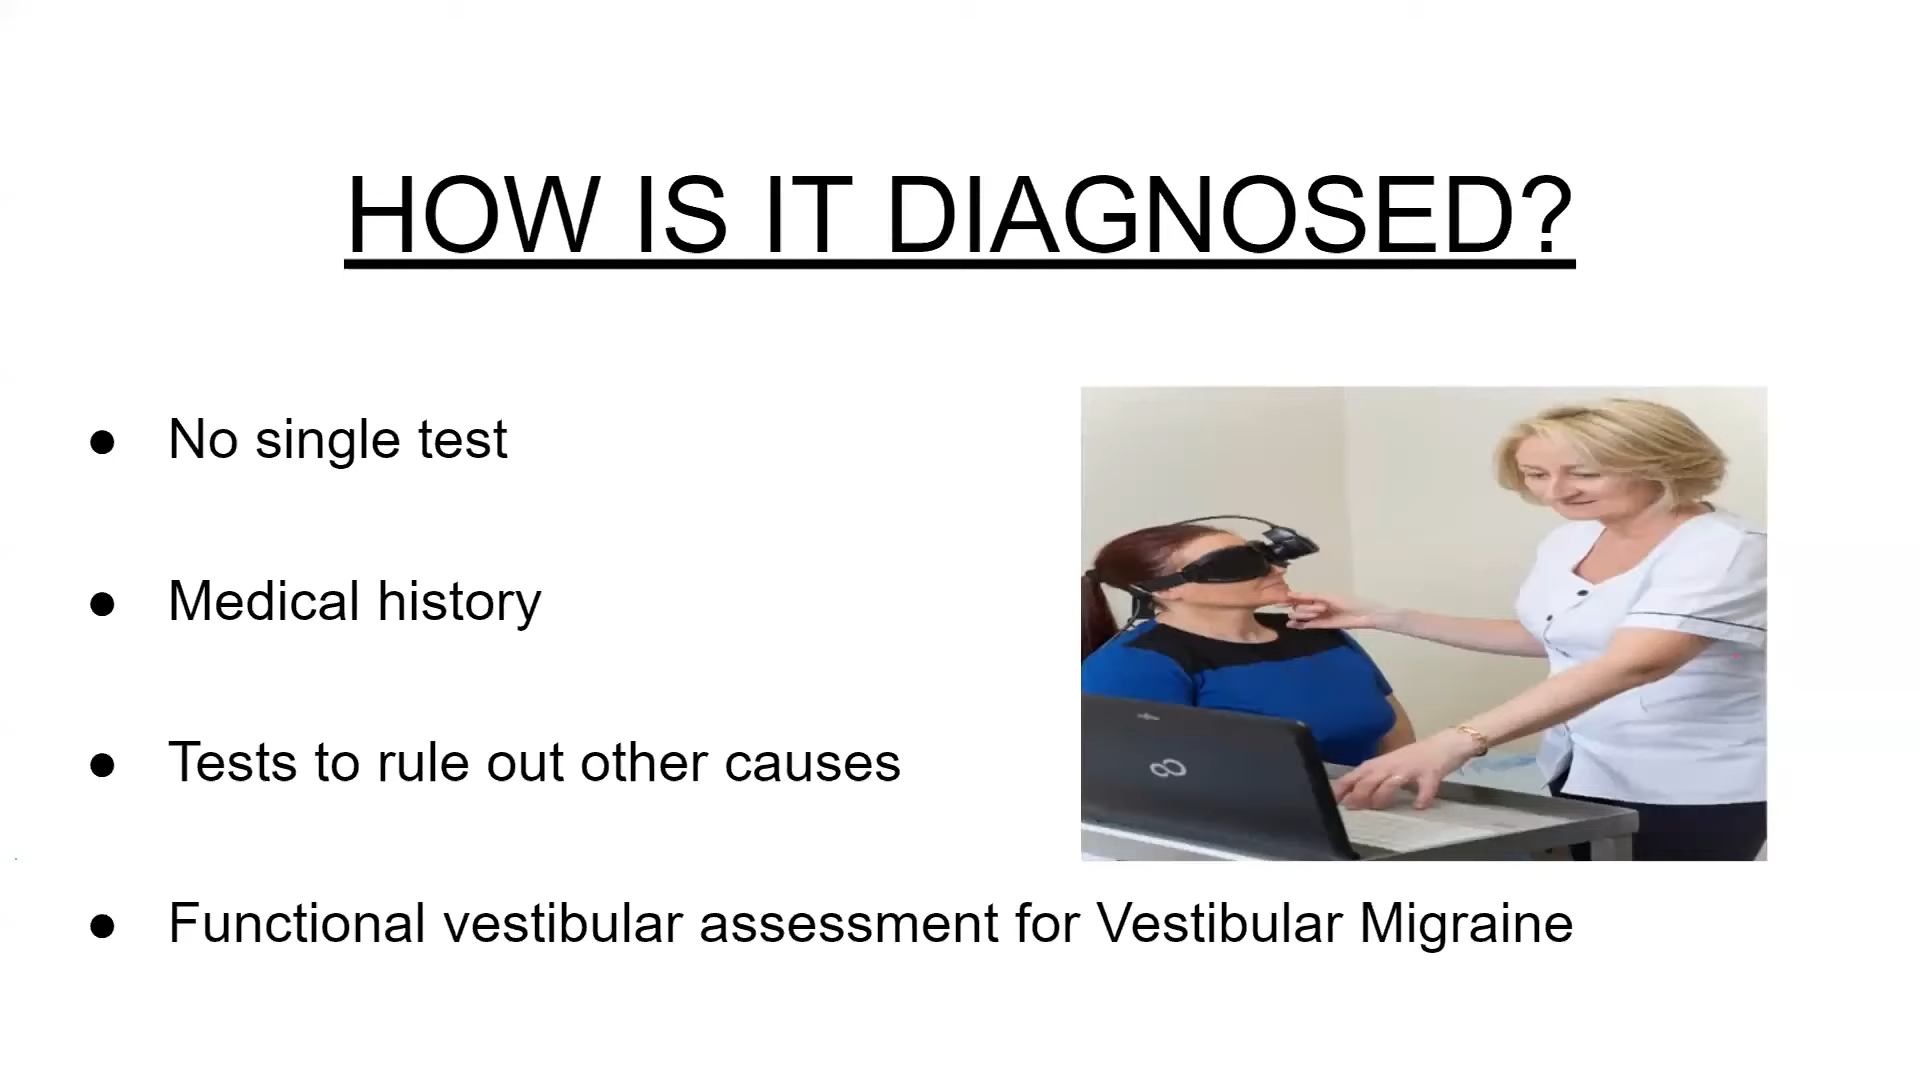 HOW IS IT DIAGNOSED?
● No single test
● Medical history
● Tests to rule out other causes
● Functional vestibular assessment for Vestibular Migraine